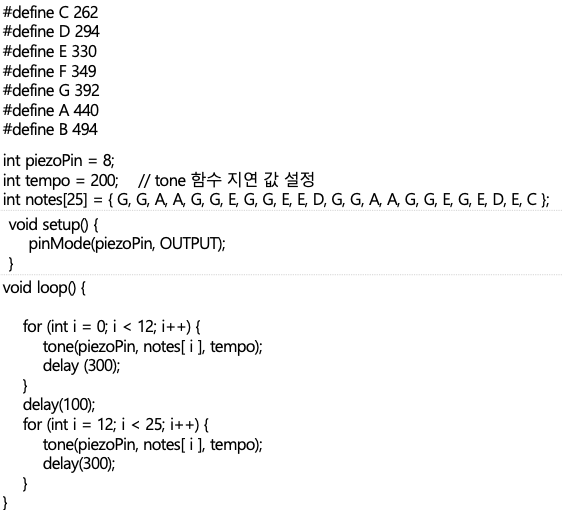 #define C 262
#define D 294
#define E 330
#define F 349
#define G 392
#define A 440
#define B 494
int piezoPin = 8;
int tempo = 200;    // tone 함수 지연 값 설정
int notes[25] = { G, G, A, A, G, G, E, G, G, E, E, D, G, G, A, A, G, G, E, G, E, D, E, C };
void setup() {
    pinMode(piezoPin, OUTPUT);
}
void loop() {
    for (int i = 0; i < 12; i++) {
        tone(piezoPin, notes[ i ], tempo);
        delay (300);
    }
    delay(100);
    for (int i = 12; i < 25; i++) {
        tone(piezoPin, notes[ i ], tempo);
        delay(300);
    }
}